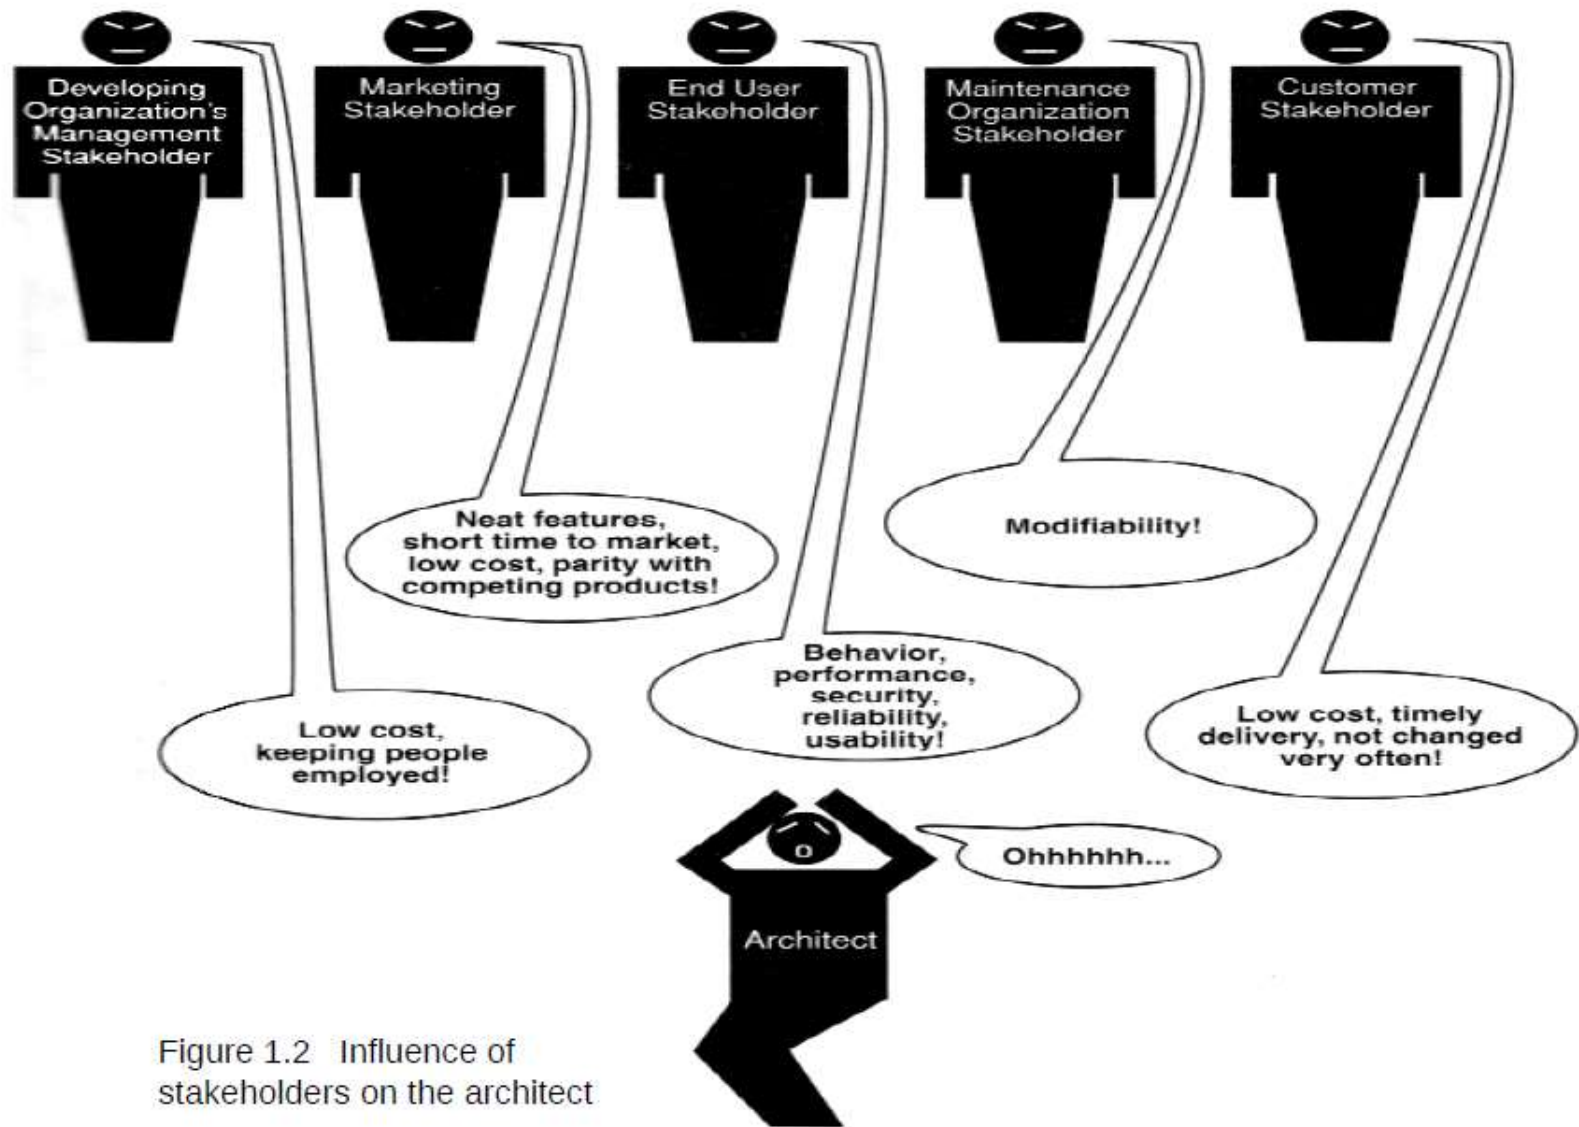 Developing
Organization's
Management
Stakeholder
Marketing
Stakeholder
End User
Stakeholder
Maintenance
Organization
Stakeholder
Customer
Stakeholder
Neat features,
short time to market,
low cost, parity with
competing products!
Modifiability!
Behavior,
performance,
security,
reliability,
usability!
Low cost,
keeping people
employed!
Low cost, timely
delivery, not changed
very often!
Ohhhhhh...
Architect
Figure 1.2 Influence of
stakeholders on the architect